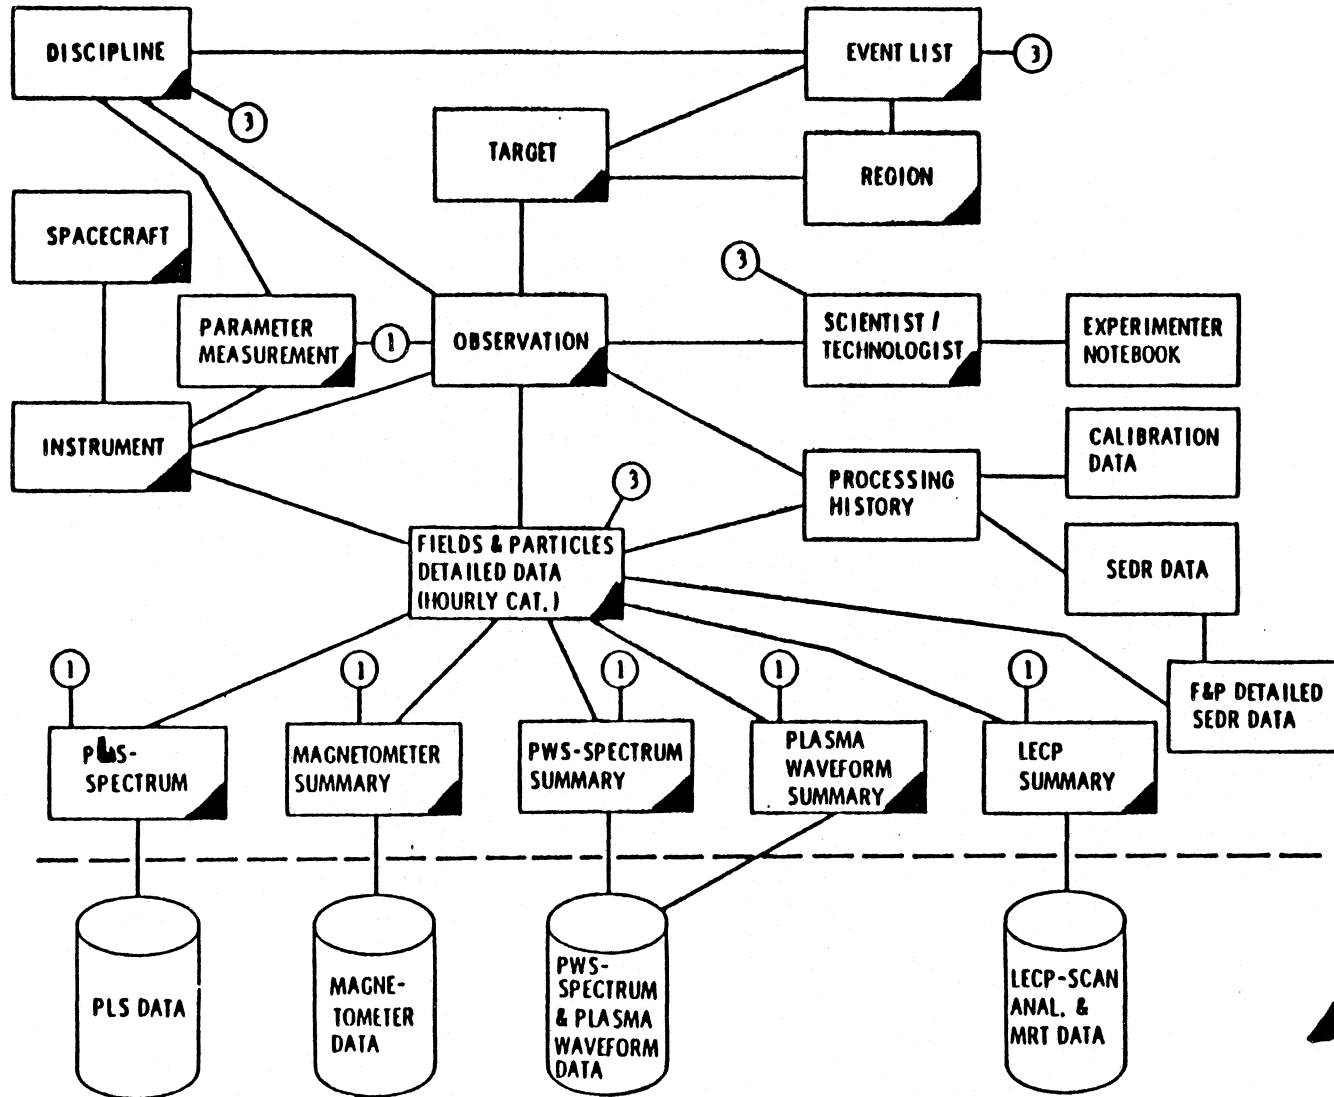 DISCIPLINE
EVENT LIST
3
3
TARGET
REGION
SPACECRAFT
3
PARAMETER
MEASUREMENT
1
OBSERVATION
SCIENTIST /
TECHNOLOGIST
EXPERIMENTER
NOTEBOOK
INSTRUMENT
CALIBRATION
DATA
PROCESSING
HISTORY
3
FIELDS & PARTICLES
DETAILED DATA
(HOURLY CAT.)
SEDR DATA
1
1
1
1
1
F&P DETAILED
SEDR DATA
PLS-
SPECTRUM
MAGNETOMETER
SUMMARY
PWS-SPECTRUM
SUMMARY
PLASMA
WAVEFORM
SUMMARY
LECP
SUMMARY
PLS DATA
MAGNE-
TOMETER
DATA
PWS-
SPECTRUM
& PLASMA
WAVEFORM
DATA
LECP-SCAN
ANAL. &
MRT DATA